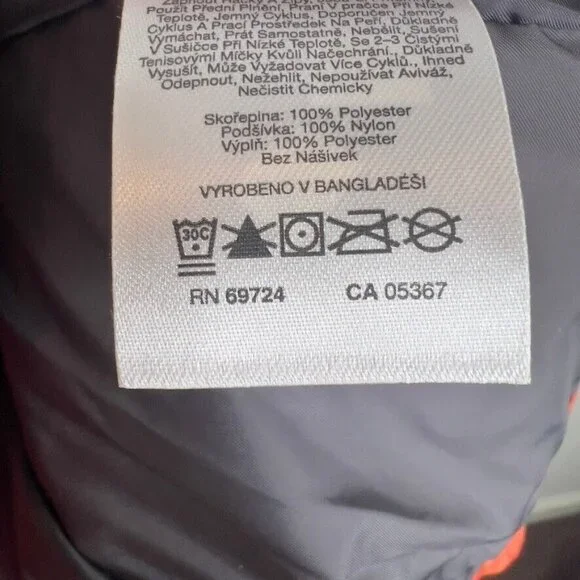 Zapnout Háčky A Zipy,
Použít Přední Plnění, Praní V pračce Při Nízké
Teplotě, Jemný Cyklus, Doporučen Jemný
Cyklus A Prací Prostředek Na Peří, Důkladně
Vymáchat, Prát Samostatně, Nebělit, Sušení
V Sušičce Při Nízké Teplotě, Se 2–3 Čistými
Tenisovými Míčky Kvůli Načechrání., Důkladně
Vysušit, Může Vyžadovat Více Cyklů., Ihned
Odepnout, Nežehlit, Nepoužívat Aviváž,
Nečistit Chemicky
Skořepina: 100% Polyester
Podšívka: 100% Nylon
Výplň: 100% Polyester
Bez Nášivek
VYROBENO V BANGLADÉŠI
30C
RN 69724 CA 05367